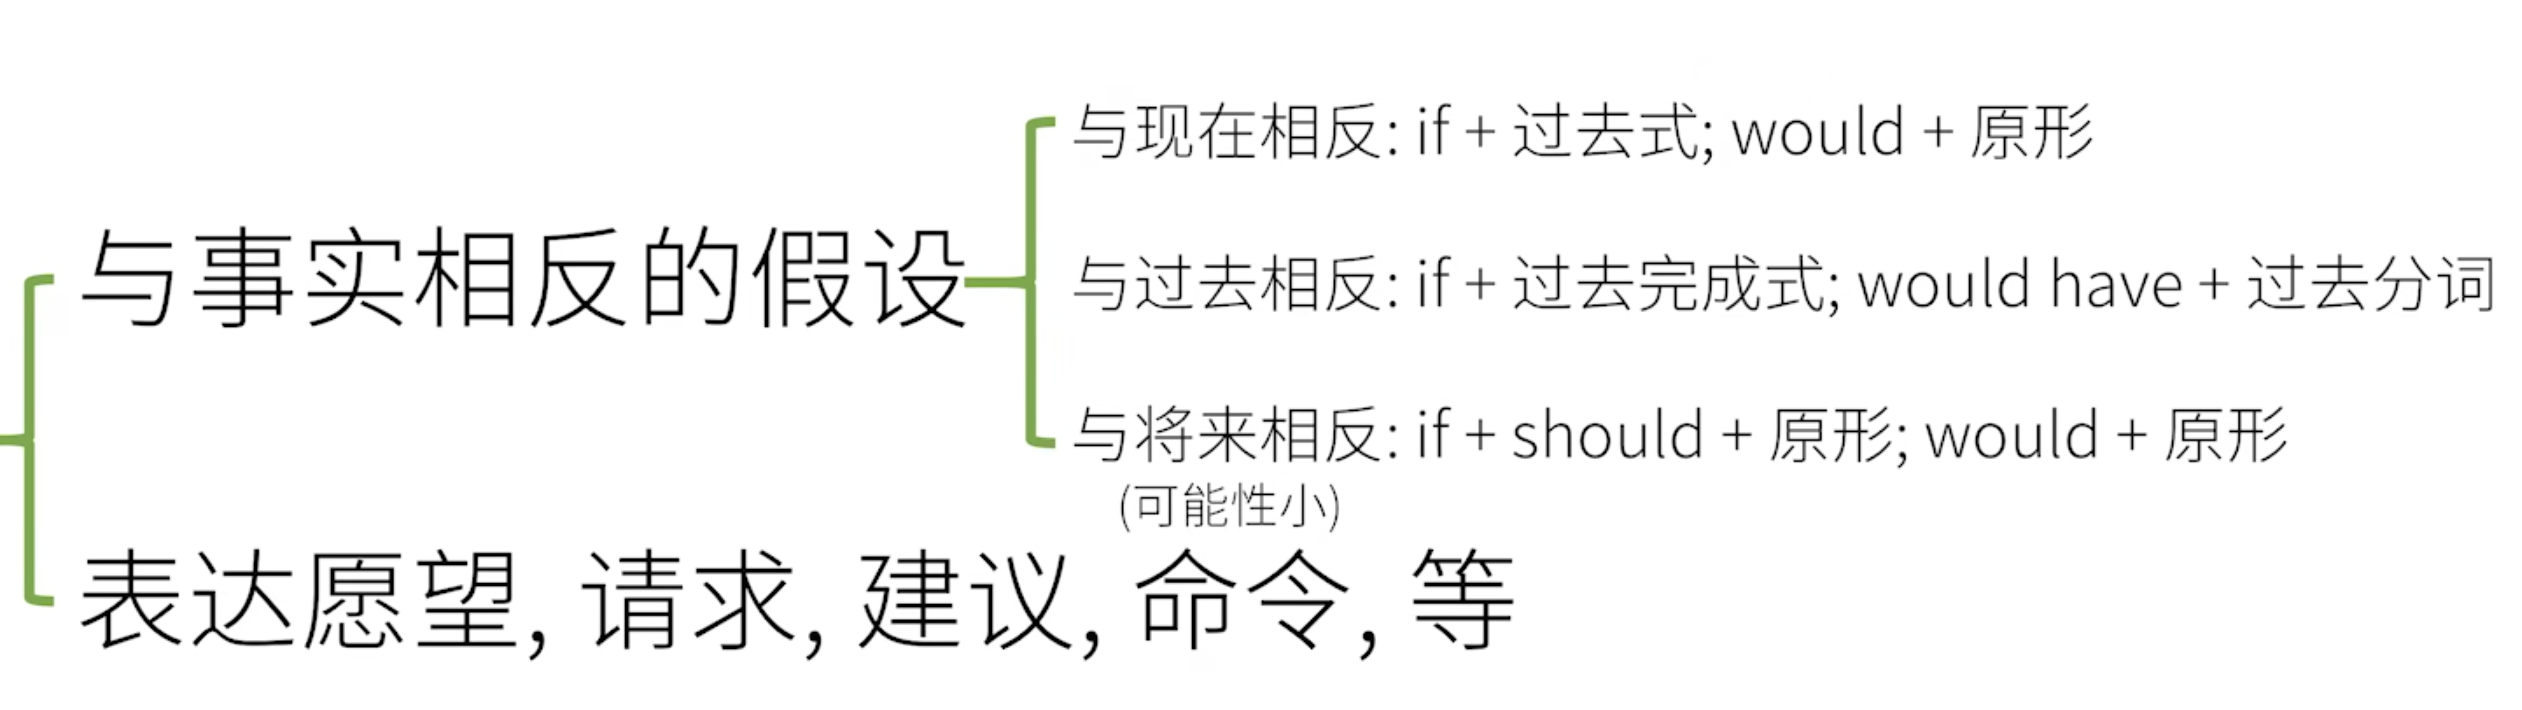 与事实相反的假设
与现在相反: if + 过去式; would + 原形
与过去相反: if + 过去完成式; would have + 过去分词
与将来相反: if + should + 原形; would + 原形
(可能性小)
表达愿望, 请求, 建议, 命令, 等